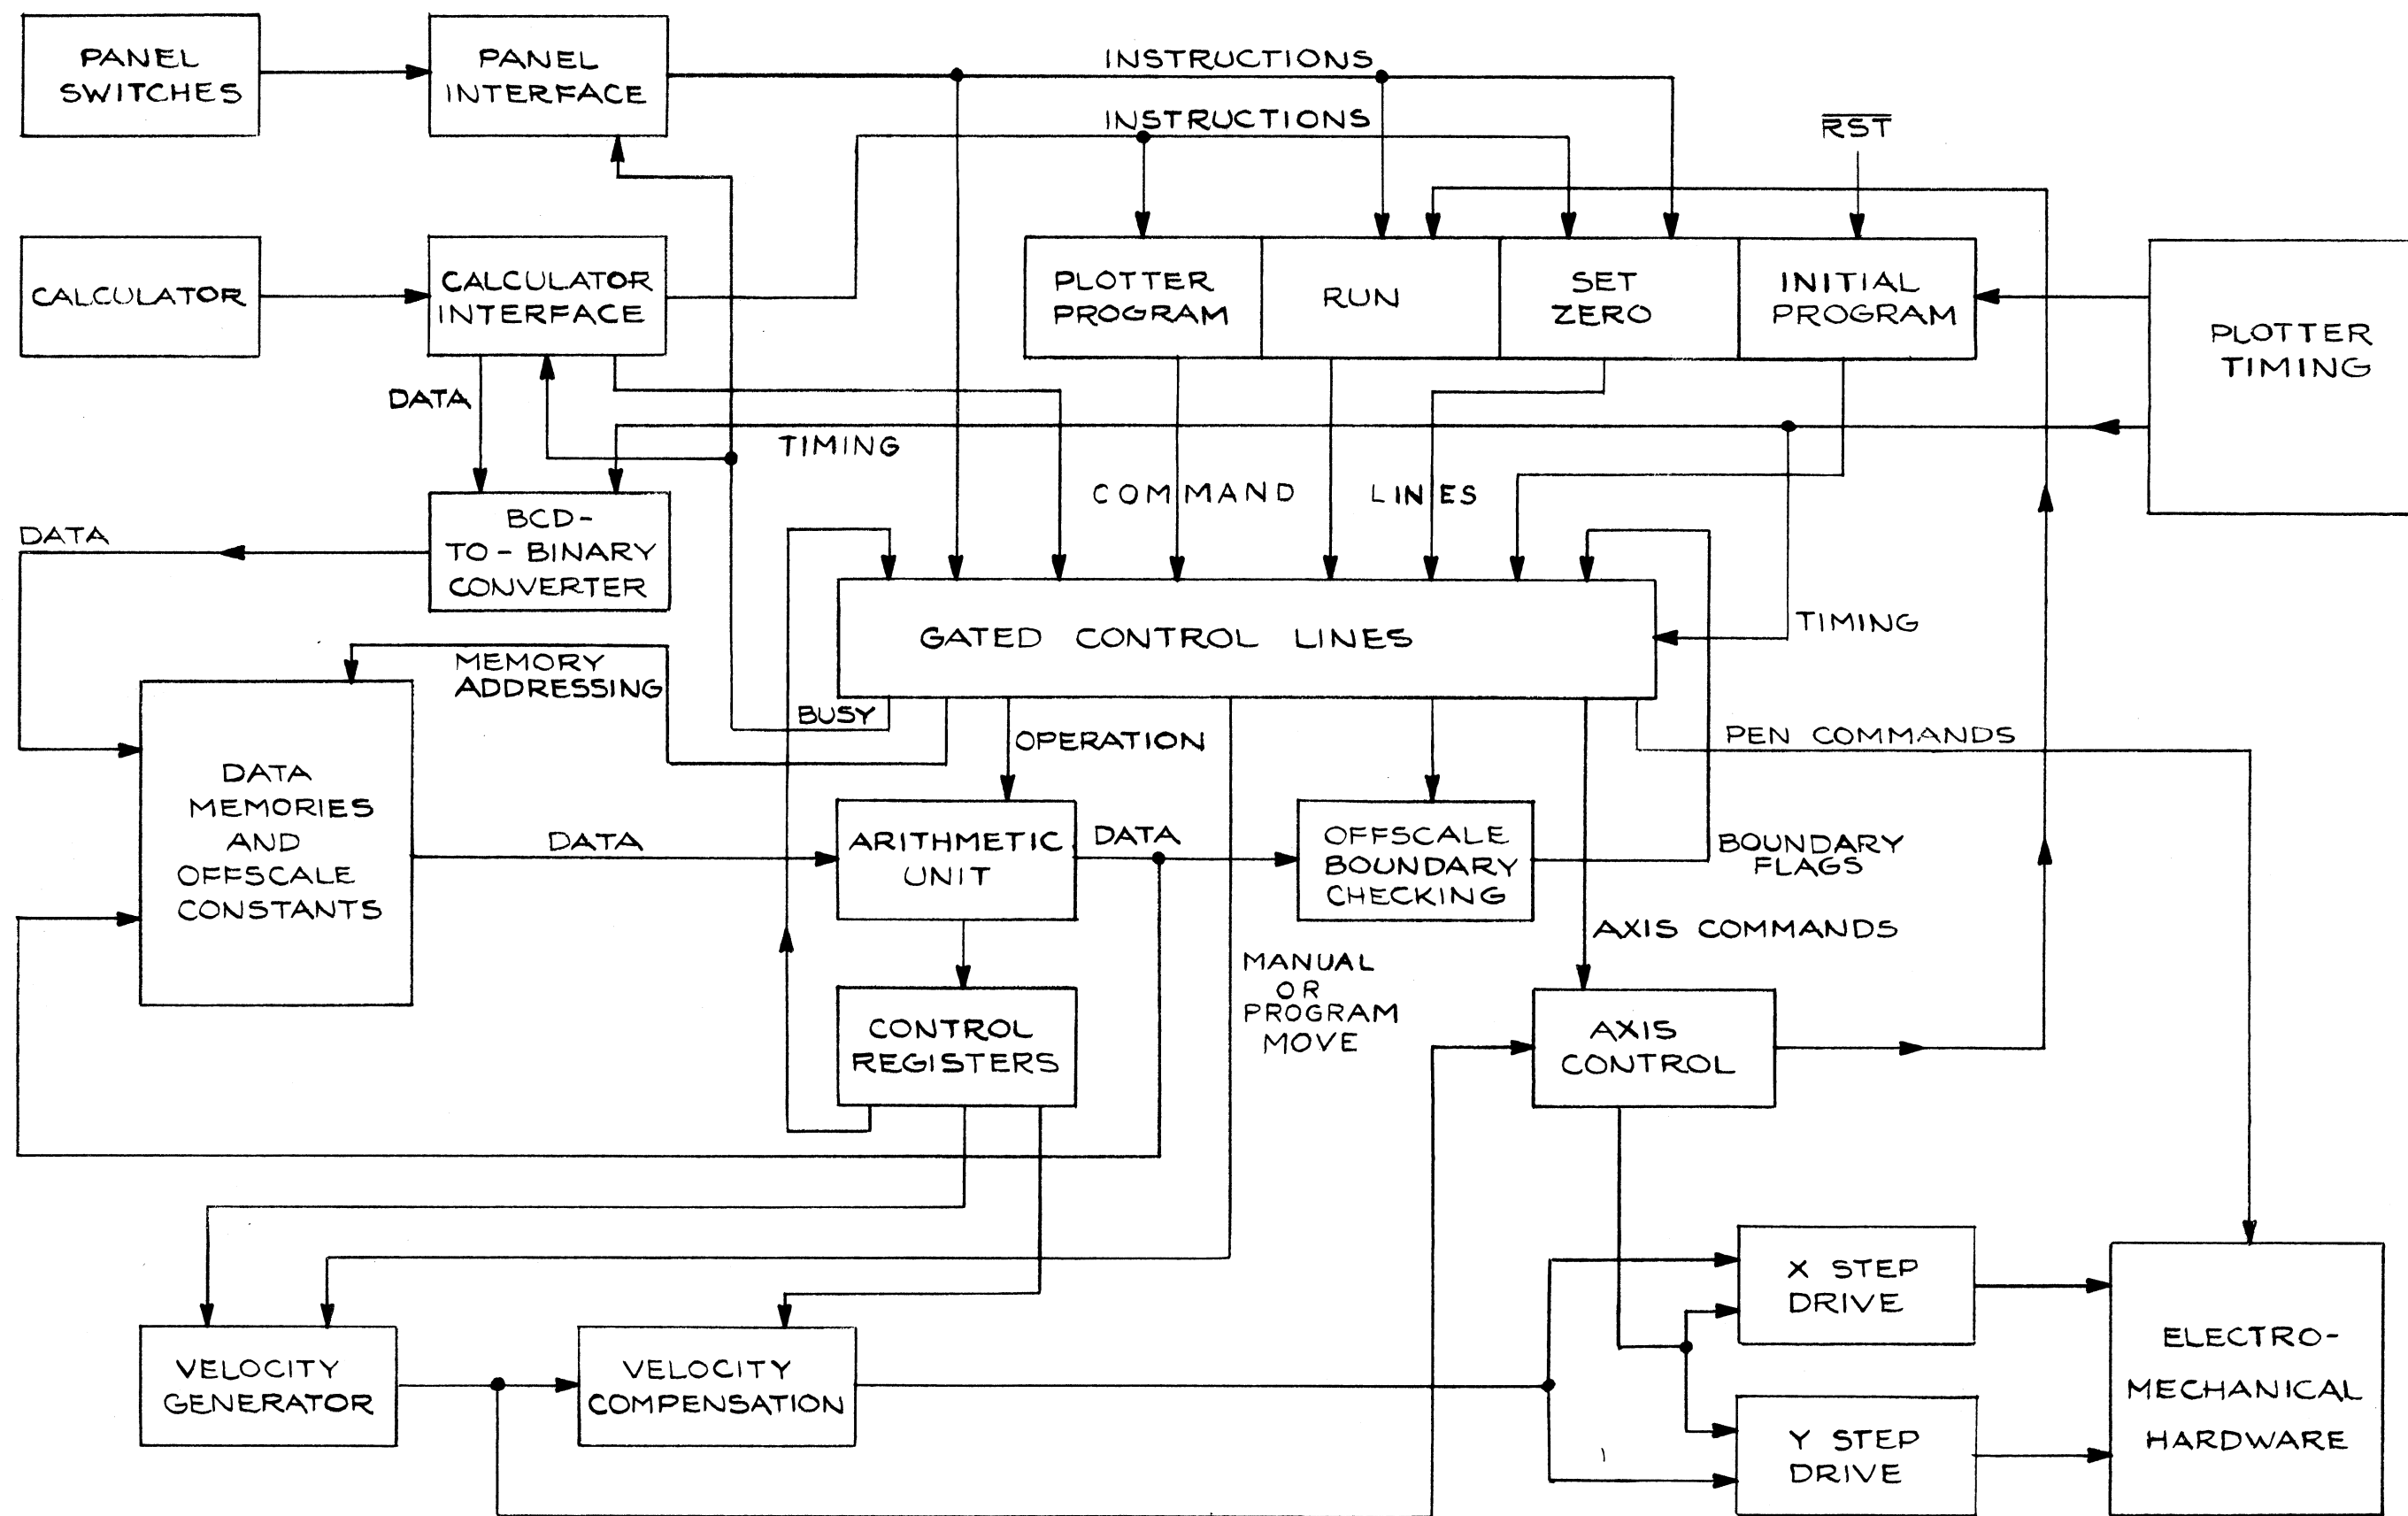 PANEL
SWITCHES
PANEL
INTERFACE
INSTRUCTIONS
INSTRUCTIONS
RST
CALCULATOR
CALCULATOR
INTERFACE
PLOTTER
PROGRAM
RUN
SET
ZERO
INITIAL
PROGRAM
PLOTTER
TIMING
DATA
TIMING
COMMAND LINES
DATA
BCD-
TO-BINARY
CONVERTER
GATED CONTROL LINES
TIMING
MEMORY
ADDRESSING
BUSY
OPERATION
PEN COMMANDS
DATA
MEMORIES
AND
OFFSCALE
CONSTANTS
DATA
ARITHMETIC
UNIT
DATA
OFFSCALE
BOUNDARY
CHECKING
BOUNDARY
FLAGS
AXIS COMMANDS
MANUAL
OR
PROGRAM
MOVE
CONTROL
REGISTERS
AXIS
CONTROL
X STEP
DRIVE
VELOCITY
GENERATOR
VELOCITY
COMPENSATION
Y STEP
DRIVE
ELECTRO-
MECHANICAL
HARDWARE